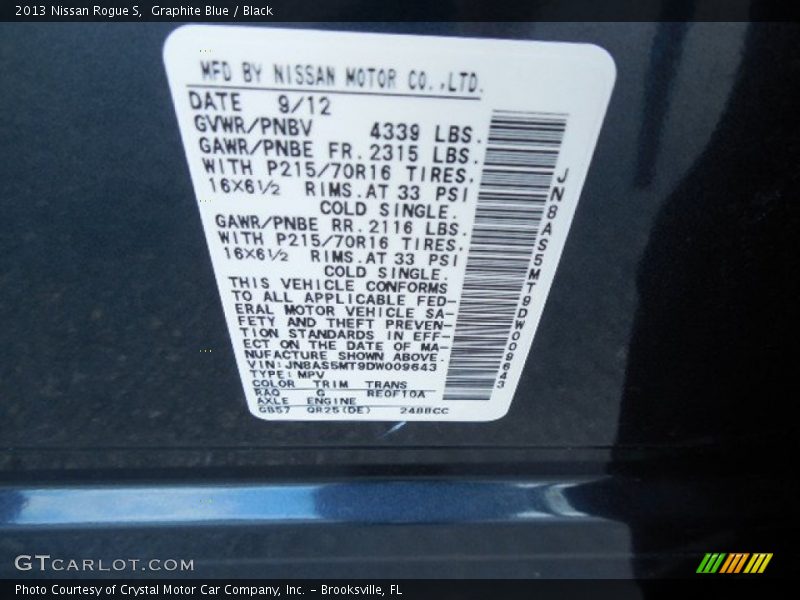 2013 Nissan Rogue S, Graphite Blue / Black
MFD BY NISSAN MOTOR CO.,LTD.
DATE 9/12
GVWR/PNBV 4339 LBS.
GAWR/PNBE FR. 2315 LBS.
WITH P215/70R16 TIRES.
16X6½ RIMS. AT 33 PSI
COLD SINGLE.
GAWR/PNBE RR. 2116 LBS.
WITH P215/70R16 TIRES.
16X6½ RIMS. AT 33 PSI
COLD SINGLE.
THIS VEHICLE CONFORMS
TO ALL APPLICABLE FED-
ERAL MOTOR VEHICLE SA-
FETY AND THEFT PREVEN-
TION STANDARDS IN EFF-
ECT ON THE DATE OF MA-
NUFACTURE SHOWN ABOVE.
VIN:JN8AS5MT9DW009643
TYPE: MPV
COLOR TRIM TRANS
RAQ G RE0F10A
AXLE ENGINE
GB57 QR25(DE) 2488CC
JN8AS5MT9DW009643
GTCARLOT.COM
Photo Courtesy of Crystal Motor Car Company, Inc. - Brooksville, FL